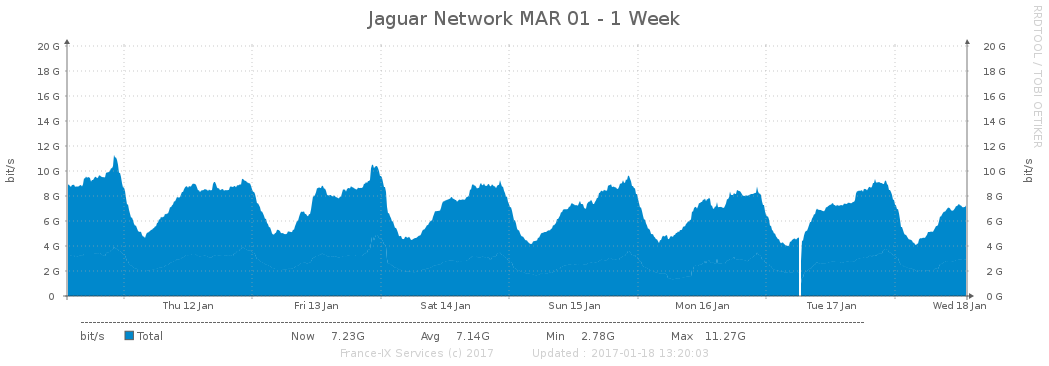 Jaguar Network MAR 01 - 1 Week
RRDTOOL / TOBI OETIKER
bit/s
bit/s
20 G 20 G
18 G 18 G
16 G 16 G
14 G 14 G
12 G 12 G
10 G 10 G
8 G 8 G
6 G 6 G
4 G 4 G
2 G 2 G
0 0 G
Thu 12 Jan Fri 13 Jan Sat 14 Jan Sun 15 Jan Mon 16 Jan Tue 17 Jan Wed 18 Jan
bit/s Total Now 7.23G Avg 7.14G Min 2.78G Max 11.27G
France-IX Services (c) 2017 Updated : 2017-01-18 13:20:03